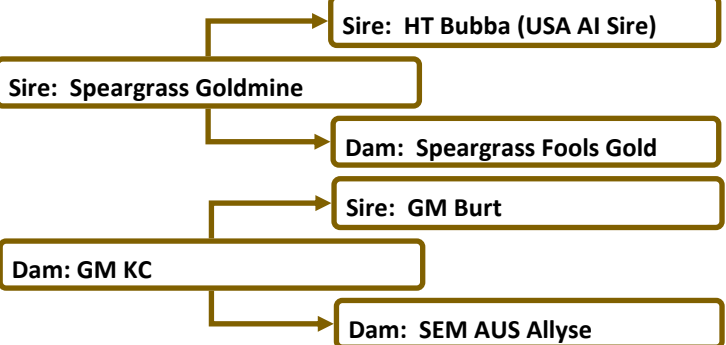 Sire: HT Bubba (USA AI Sire)
Sire: Speargrass Goldmine
Dam: Speargrass Fools Gold
Sire: GM Burt
Dam: GM KC
Dam: SEM AUS Allyse